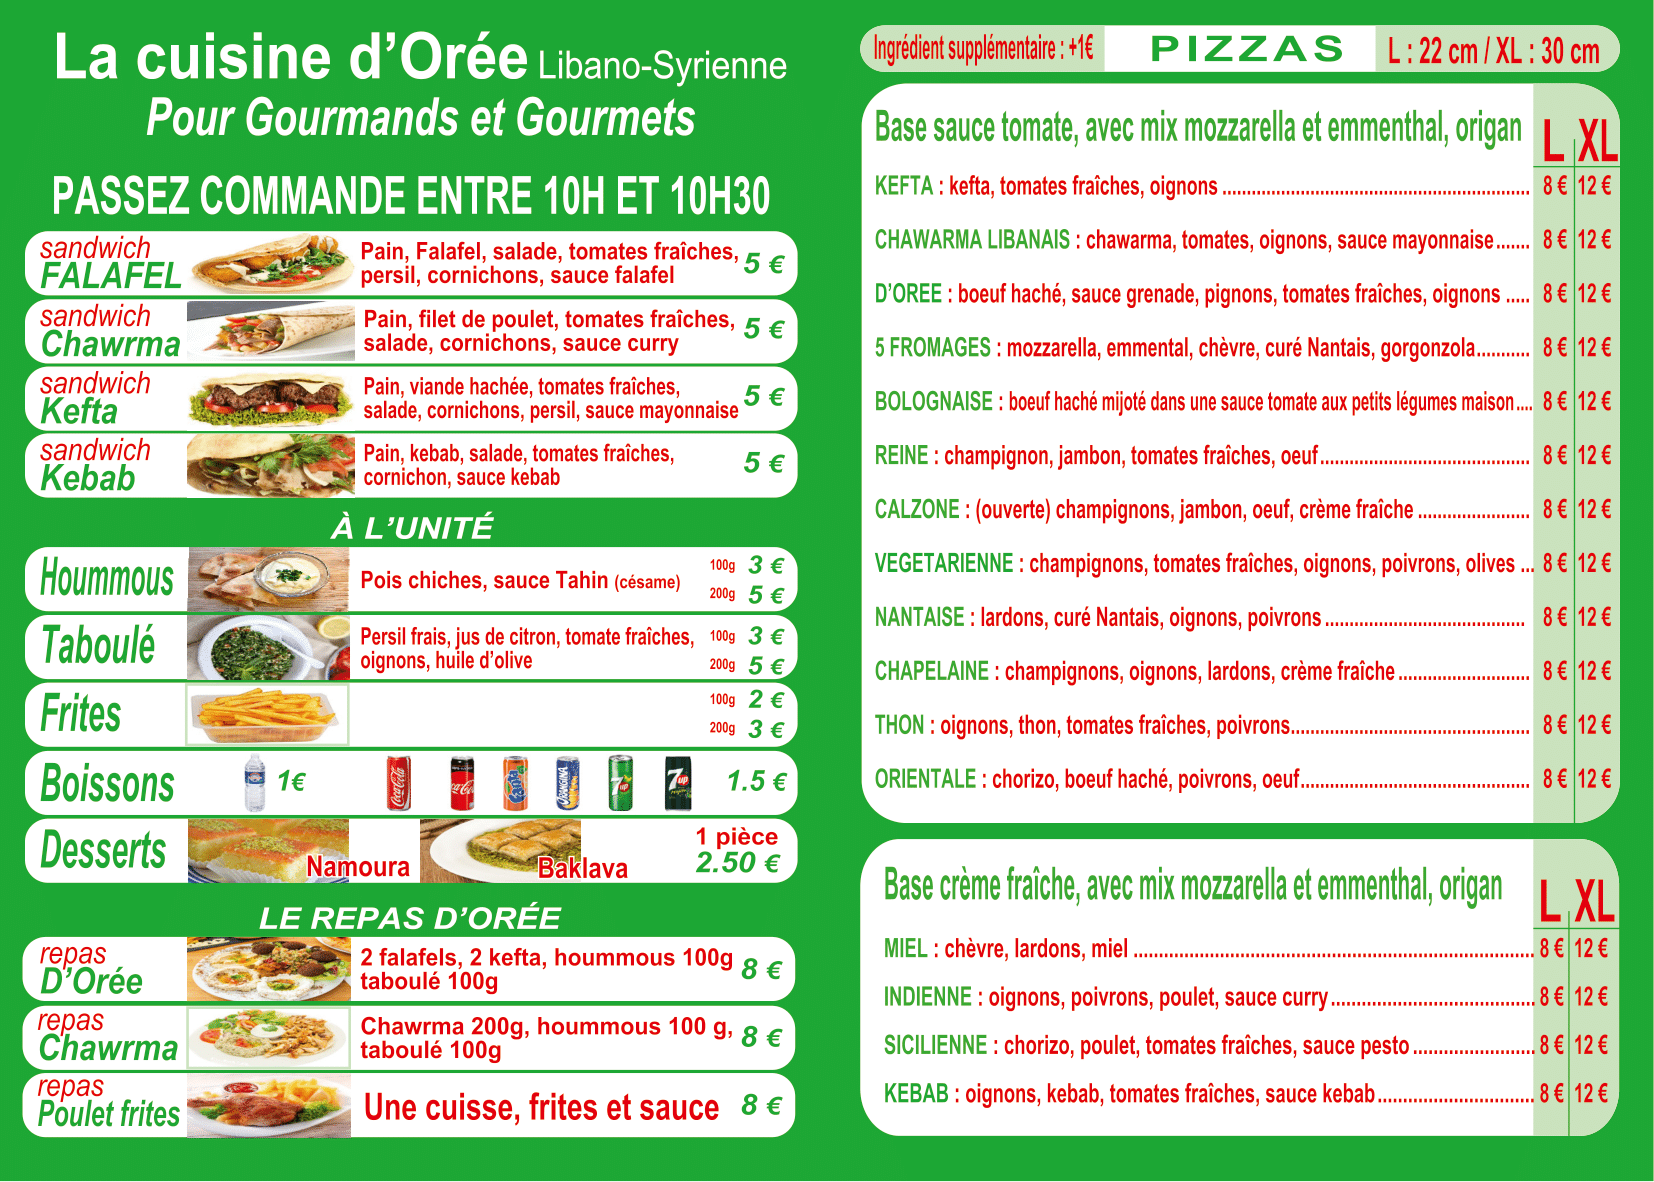 La cuisine d'Orée Libano-Syrienne
Pour Gourmands et Gourmets
PASSEZ COMMANDE ENTRE 10H ET 10H30
sandwich
FALAFEL
Pain, Falafel, salade, tomates fraîches,
persil, cornichons, sauce falafel
5 €
sandwich
Chawrma
Pain, filet de poulet, tomates fraîches,
salade, cornichons, sauce curry
5 €
sandwich
Kefta
Pain, viande hachée, tomates fraîches,
salade, cornichons, persil, sauce mayonnaise
5 €
sandwich
Kebab
Pain, kebab, salade, tomates fraîches,
cornichon, sauce kebab
5 €
À L'UNITÉ
Hoummous
Pois chiches, sauce Tahin (césame)
100g 3 €
200g 5 €
Taboulé
Persil frais, jus de citron, tomate fraîches,
oignons, huile d'olive
100g 3 €
200g 5 €
Frites
100g 2 €
200g 3 €
Boissons
1€
Coca-Cola
Coca-Cola
Fanta
ORANGINA
7up
7up
1.5 €
Desserts
Namoura
Baklava
1 pièce
2.50 €
LE REPAS D'ORÉE
repas
D'Orée
2 falafels, 2 kefta, hoummous 100g
taboulé 100g
8 €
repas
Chawrma
Chawrma 200g, hoummous 100 g,
taboulé 100g
8 €
repas
Poulet frites
Une cuisse, frites et sauce
8 €
Ingrédient supplémentaire : +1€
PIZZAS
L : 22 cm / XL : 30 cm
Base sauce tomate, avec mix mozzarella et emmenthal, origan L XL
KEFTA : kefta, tomates fraîches, oignons ............................................................... 8 € 12 €
CHAWARMA LIBANAIS : chawarma, tomates, oignons, sauce mayonnaise....... 8 € 12 €
D'OREE : boeuf haché, sauce grenade, pignons, tomates fraîches, oignons ..... 8 € 12 €
5 FROMAGES : mozzarella, emmental, chèvre, curé Nantais, gorgonzola........... 8 € 12 €
BOLOGNAISE : boeuf haché mijoté dans une sauce tomate aux petits légumes maison.... 8 € 12 €
REINE : champignon, jambon, tomates fraîches, oeuf........................................... 8 € 12 €
CALZONE : (ouverte) champignons, jambon, oeuf, crème fraîche ....................... 8 € 12 €
VEGETARIENNE : champignons, tomates fraîches, oignons, poivrons, olives ... 8 € 12 €
NANTAISE : lardons, curé Nantais, oignons, poivrons ......................................... 8 € 12 €
CHAPELAINE : champignons, oignons, lardons, crème fraîche ........................... 8 € 12 €
THON : oignons, thon, tomates fraîches, poivrons................................................. 8 € 12 €
ORIENTALE : chorizo, boeuf haché, poivrons, oeuf............................................... 8 € 12 €
Base crème fraîche, avec mix mozzarella et emmenthal, origan L XL
MIEL : chèvre, lardons, miel .................................................................................. 8 € 12 €
INDIENNE : oignons, poivrons, poulet, sauce curry.......................................... 8 € 12 €
SICILIENNE : chorizo, poulet, tomates fraîches, sauce pesto ......................... 8 € 12 €
KEBAB : oignons, kebab, tomates fraîches, sauce kebab................................ 8 € 12 €